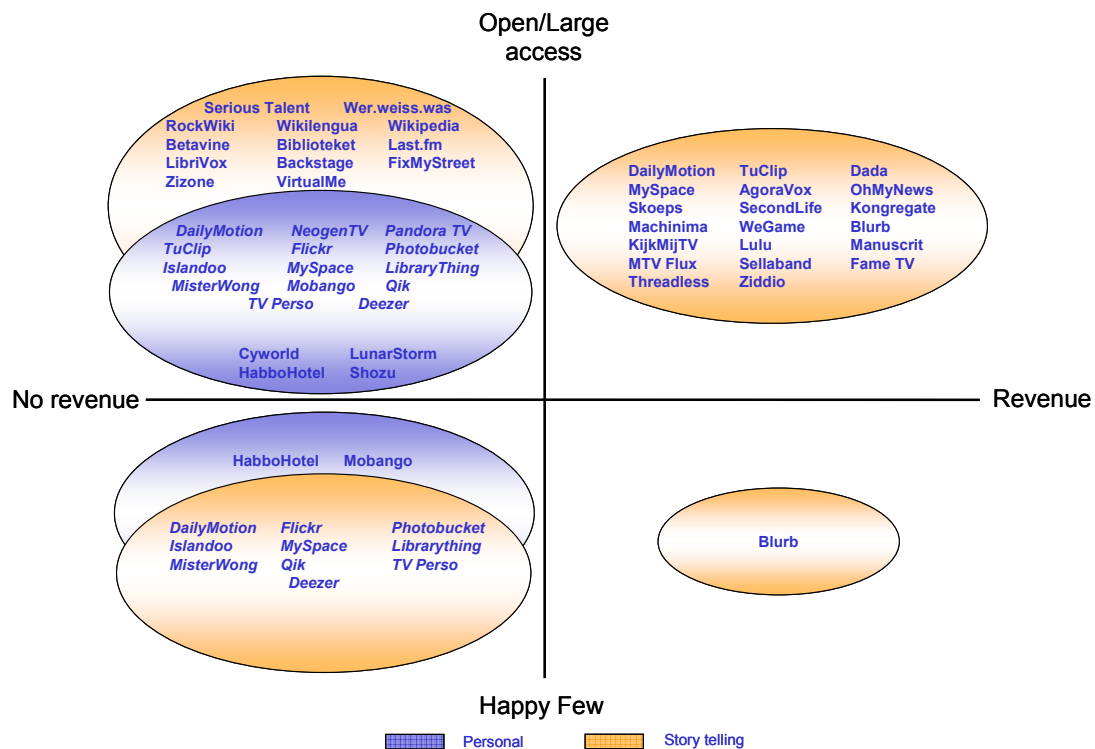 Open/Large
access
Serious Talent Wer.weiss.was
RockWiki Wikilengua Wikipedia
Betavine Biblioteket Last.fm
LibriVox Backstage FixMyStreet
Zizone VirtualMe
DailyMotion NeogenTV Pandora TV
TuClip Flickr Photobucket
Islandoo MySpace LibraryThing
MisterWong Mobango Qik
TV Perso Deezer
Cyworld LunarStorm
HabboHotel Shozu
DailyMotion TuClip Dada
MySpace AgoraVox OhMyNews
Skoeps SecondLife Kongregate
Machinima WeGame Blurb
KijkMijTV Lulu Manuscrit
MTV Flux Sellaband Fame TV
Threadless Ziddio
No revenue
Revenue
HabboHotel Mobango
DailyMotion Flickr Photobucket
Islandoo MySpace Librarything
MisterWong Qik TV Perso
Deezer
Blurb
Happy Few
Personal
Story telling